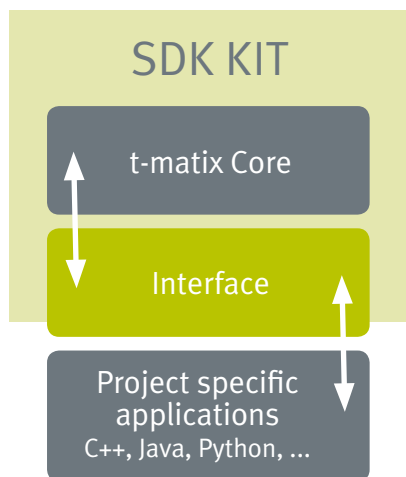 SDK KIT
t-matix Core
Interface
Project specific
applications
C++, Java, Python, ...